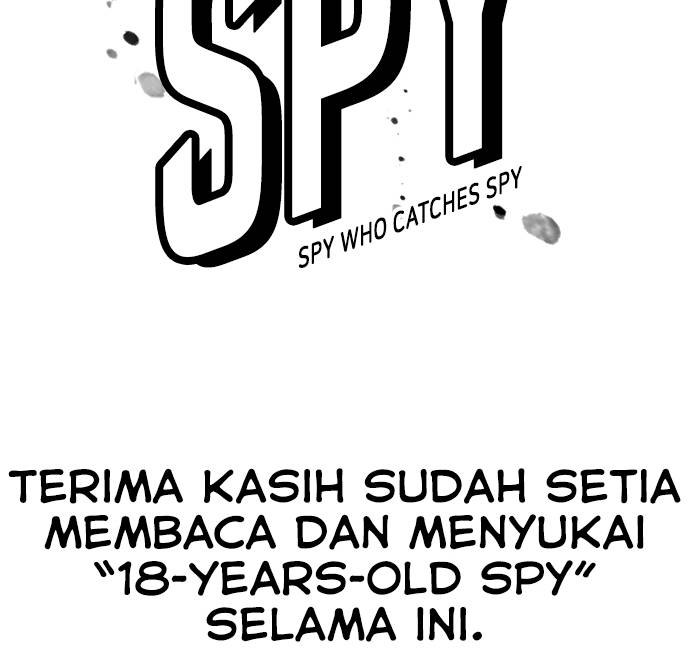 SPY
SPY WHO CATCHES SPY
TERIMA KASIH SUDAH SETIA
MEMBACA DAN MENYUKAI
“18-YEARS-OLD SPY”
SELAMA INI.